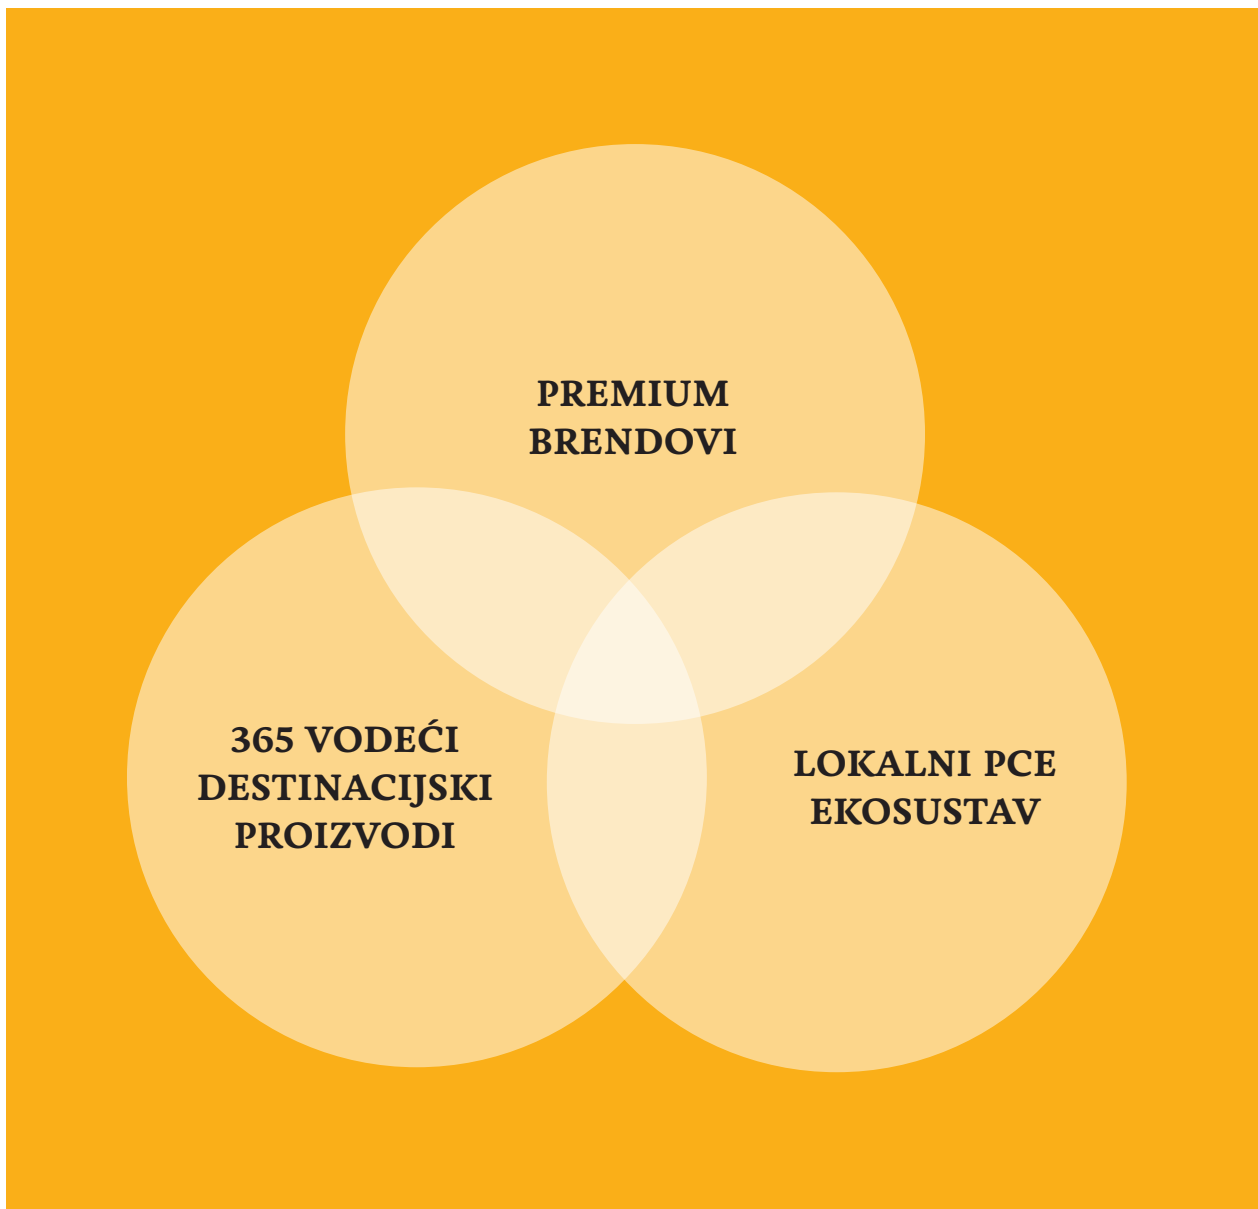 PREMIUM
BRENDOVI
365 VODEĆI
DESTINACIJSKI
PROIZVODI
LOKALNI PCE
EKOSUSTAV